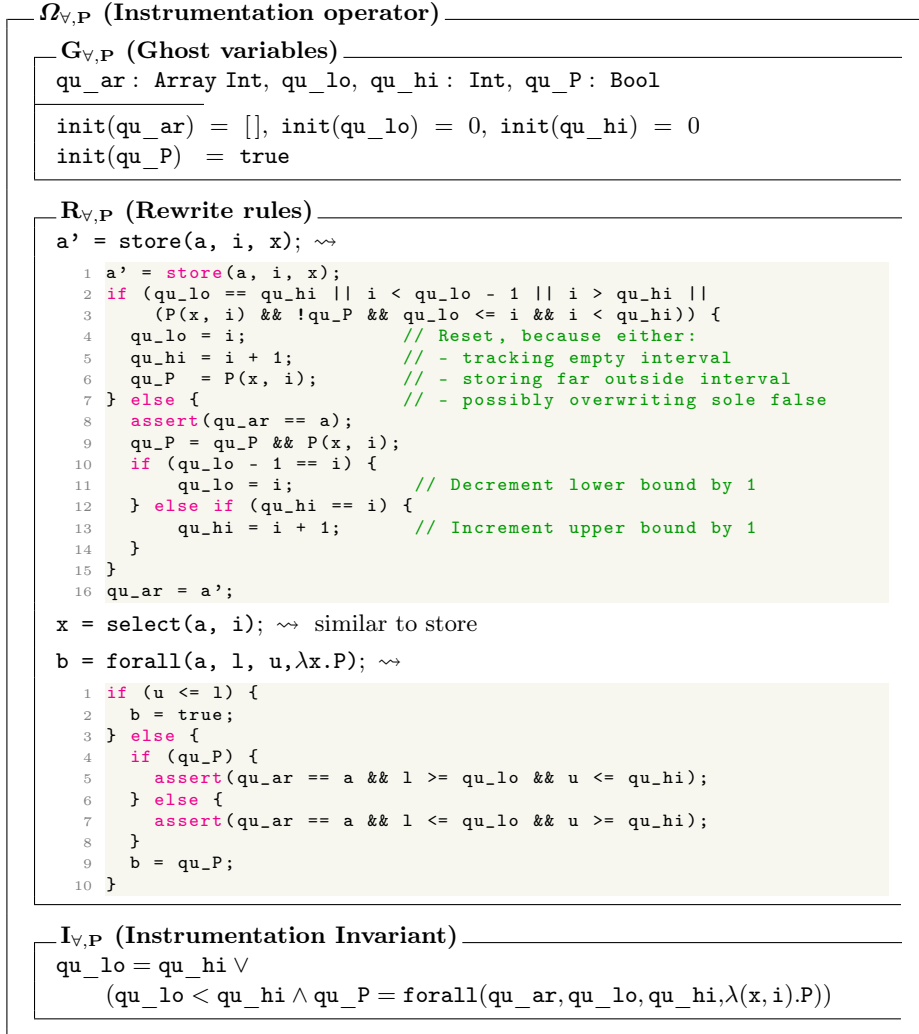 Ω∀,P (Instrumentation operator)
G∀,P (Ghost variables)
qu_ar : Array Int, qu_lo, qu_hi : Int, qu_P : Bool
init(qu_ar) = [], init(qu_lo) = 0, init(qu_hi) = 0
init(qu_P) = true
R∀,P (Rewrite rules)
a' = store(a, i, x); ⇝
1 a' = store(a, i, x);
2 if (qu_lo == qu_hi || i < qu_lo - 1 || i > qu_hi ||
3     (P(x, i) && !qu_P && qu_lo <= i && i < qu_hi)) {
4   qu_lo = i;             // Reset, because either:
5   qu_hi = i + 1;         // - tracking empty interval
6   qu_P  = P(x, i);       // - storing far outside interval
7 } else {                 // - possibly overwriting sole false
8   assert(qu_ar == a);
9   qu_P = qu_P && P(x, i);
10   if (qu_lo - 1 == i) {
11       qu_lo = i;          // Decrement lower bound by 1
12   } else if (qu_hi == i) {
13       qu_hi = i + 1;      // Increment upper bound by 1
14   }
15 }
16 qu_ar = a';
x = select(a, i); ⇝ similar to store
b = forall(a, l, u,λx.P); ⇝
1 if (u <= l) {
2   b = true;
3 } else {
4   if (qu_P) {
5     assert(qu_ar == a && l >= qu_lo && u <= qu_hi);
6   } else {
7     assert(qu_ar == a && l <= qu_lo && u >= qu_hi);
8   }
9   b = qu_P;
10 }
I∀,P (Instrumentation Invariant)
qu_lo = qu_hi ∨
(qu_lo < qu_hi ∧ qu_P = forall(qu_ar, qu_lo, qu_hi,λ(x, i).P))